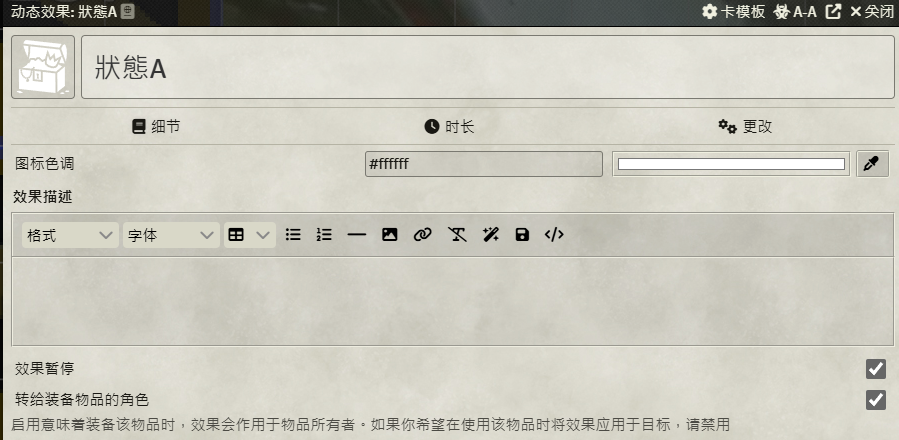 动态效果: 狀態A 卡模板 A-A 关闭
狀態A
细节 时长 更改
图标色调 #ffffff
效果描述
格式 字体
效果暂停
转给装备物品的角色
启用意味着装备该物品时，效果会作用于物品所有者。如果你希望在使用该物品时将效果应用于目标，请禁用